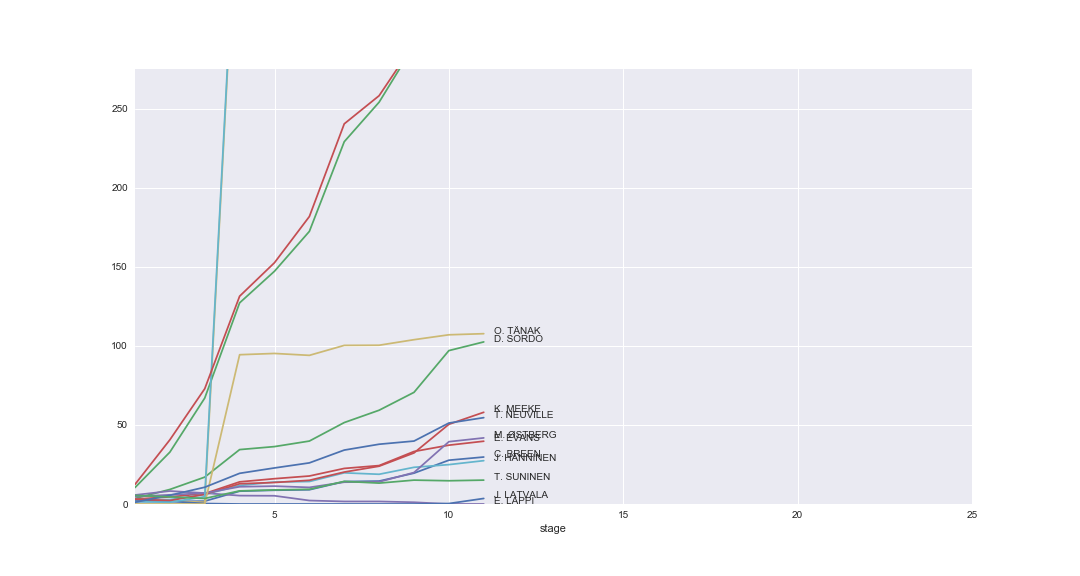 250
200
150
100
50
0
O. TÄNAK
D. SORDO
K. MEEKE
T. NEUVILLE
M. ØSTBERG
E. EVANS
C. BREEN
J. HÄNNINEN
T. SUNINEN
J. LATVALA
E. LAPPI
5 10 15 20 25
stage